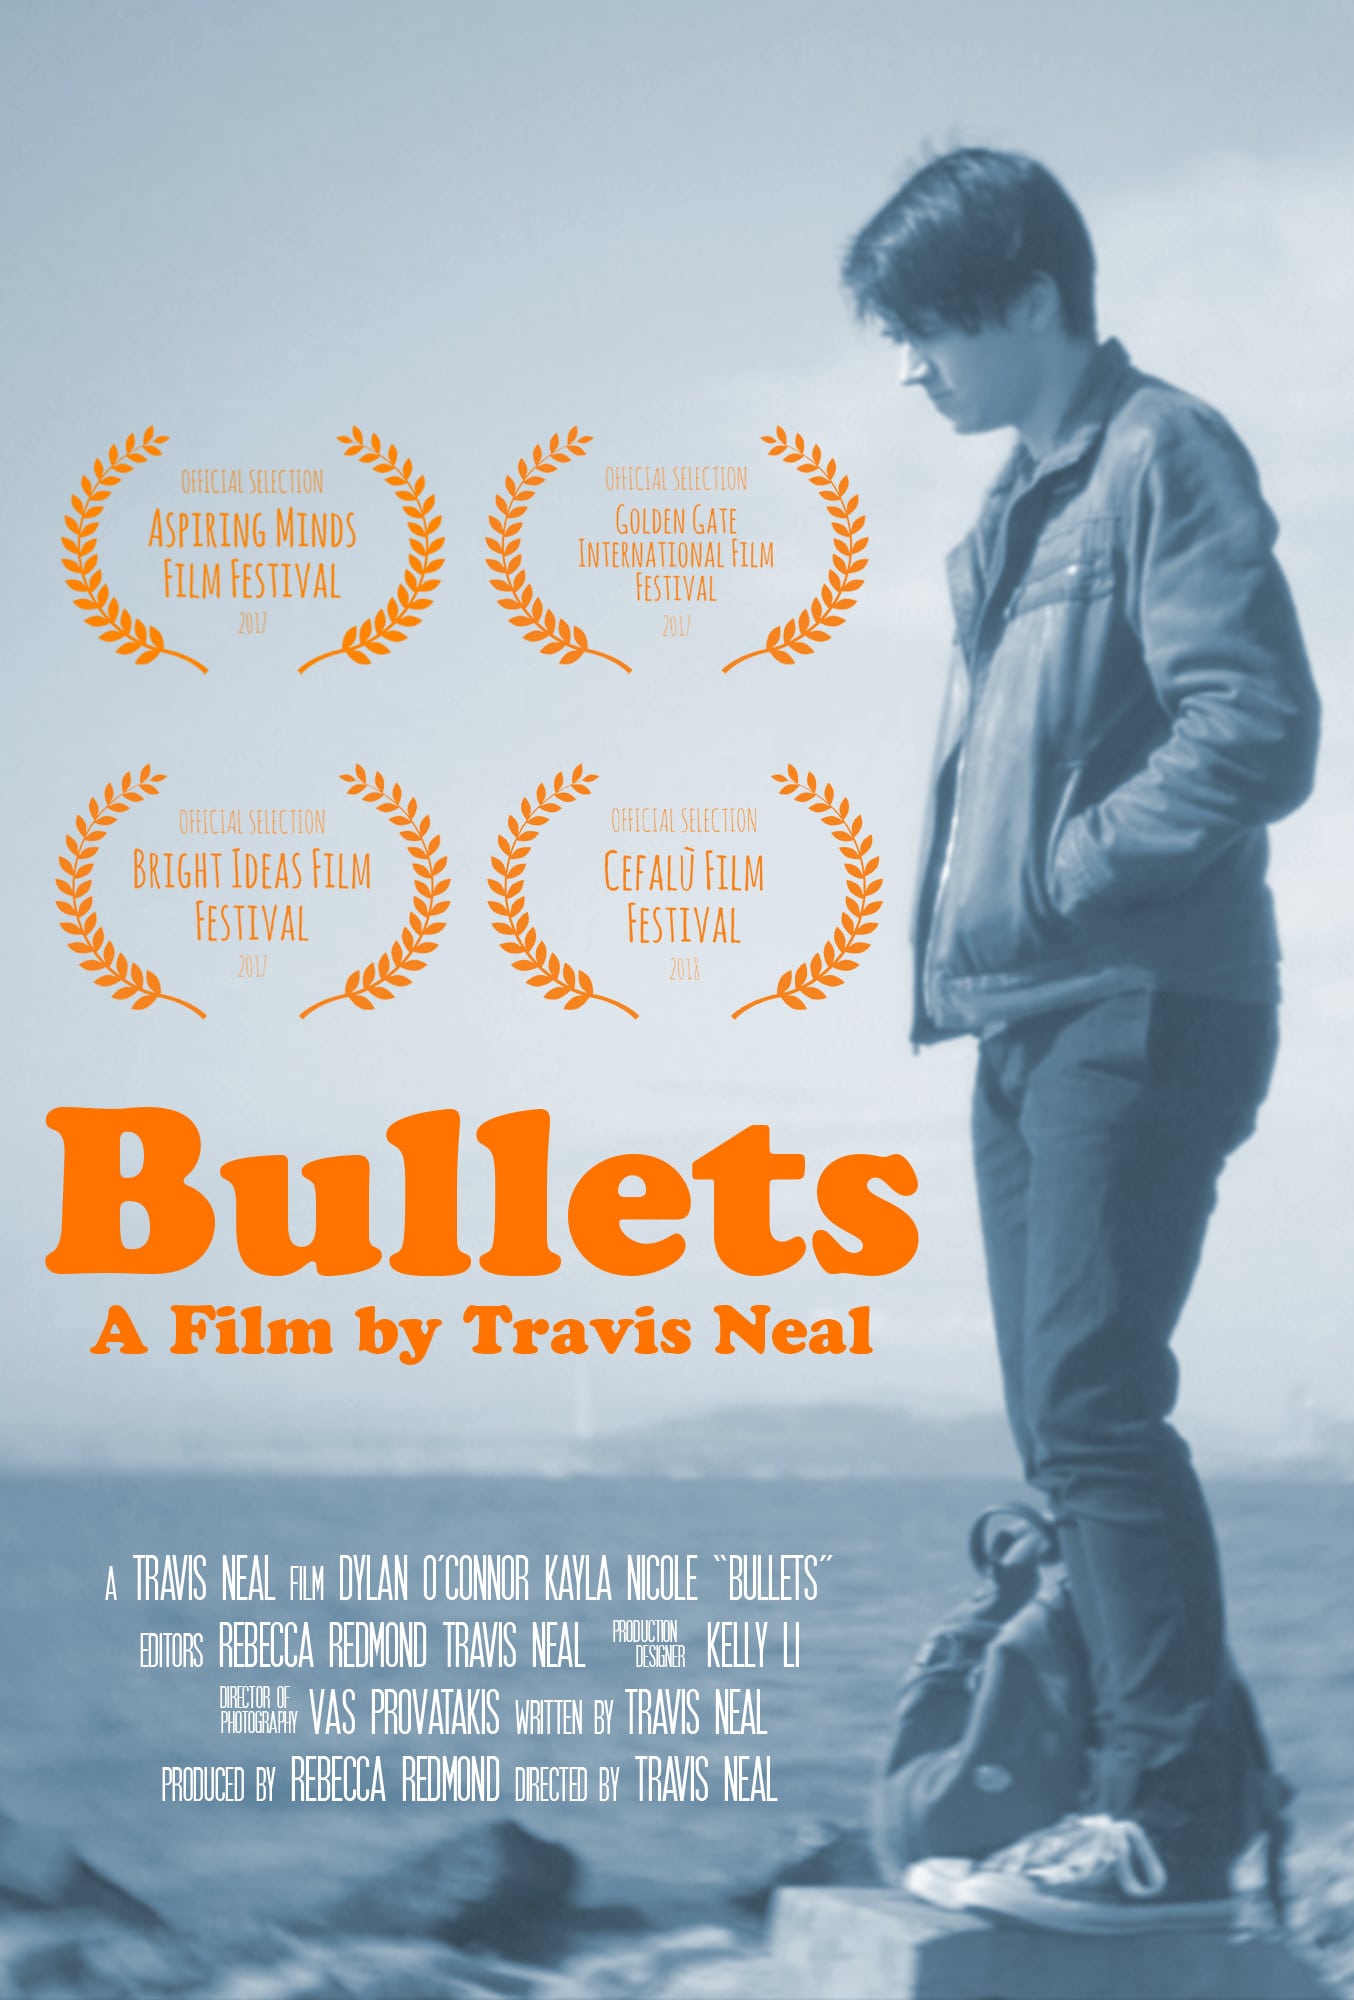 OFFICIAL SELECTION
ASPIRING MINDS
FILM FESTIVAL
2017
OFFICIAL SELECTION
GOLDEN GATE
INTERNATIONAL FILM
FESTIVAL
2017
OFFICIAL SELECTION
BRIGHT IDEAS FILM
FESTIVAL
2017
OFFICIAL SELECTION
CEFALÙ FILM
FESTIVAL
2018
Bullets
A Film by Travis Neal
A TRAVIS NEAL FILM DYLAN O'CONNOR KAYLA NICOLE "BULLETS"
EDITORS REBECCA REDMOND TRAVIS NEAL PRODUCTION DESIGNER KELLY LI
DIRECTOR OF PHOTOGRAPHY VAS PROVATAKIS WRITTEN BY TRAVIS NEAL
PRODUCED BY REBECCA REDMOND DIRECTED BY TRAVIS NEAL